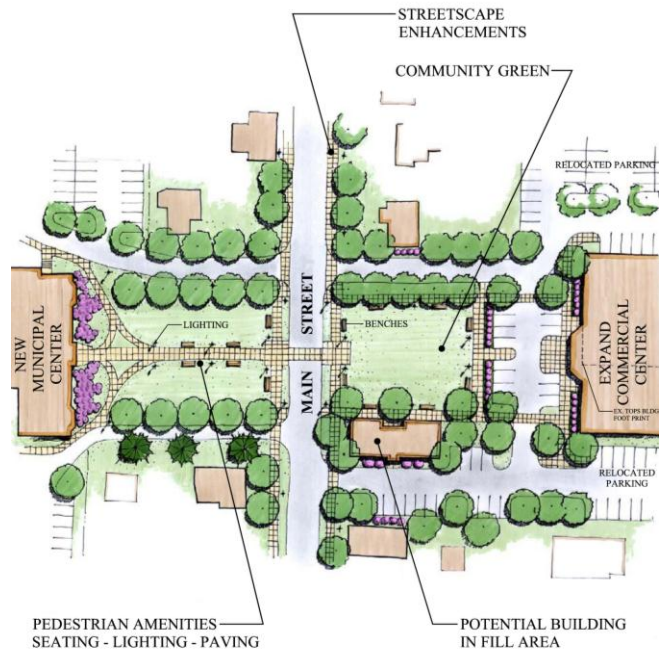 STREETSCAPE
ENHANCEMENTS
COMMUNITY GREEN
RELOCATED PARKING
LIGHTING
BENCHES
MAIN STREET
NEW
MUNICIPAL
CENTER
EXPAND
COMMERCIAL
CENTER
EX. TOPS BLDG
FOOT PRINT
RELOCATED
PARKING
PEDESTRIAN AMENITIES
SEATING - LIGHTING - PAVING
POTENTIAL BUILDING
IN FILL AREA